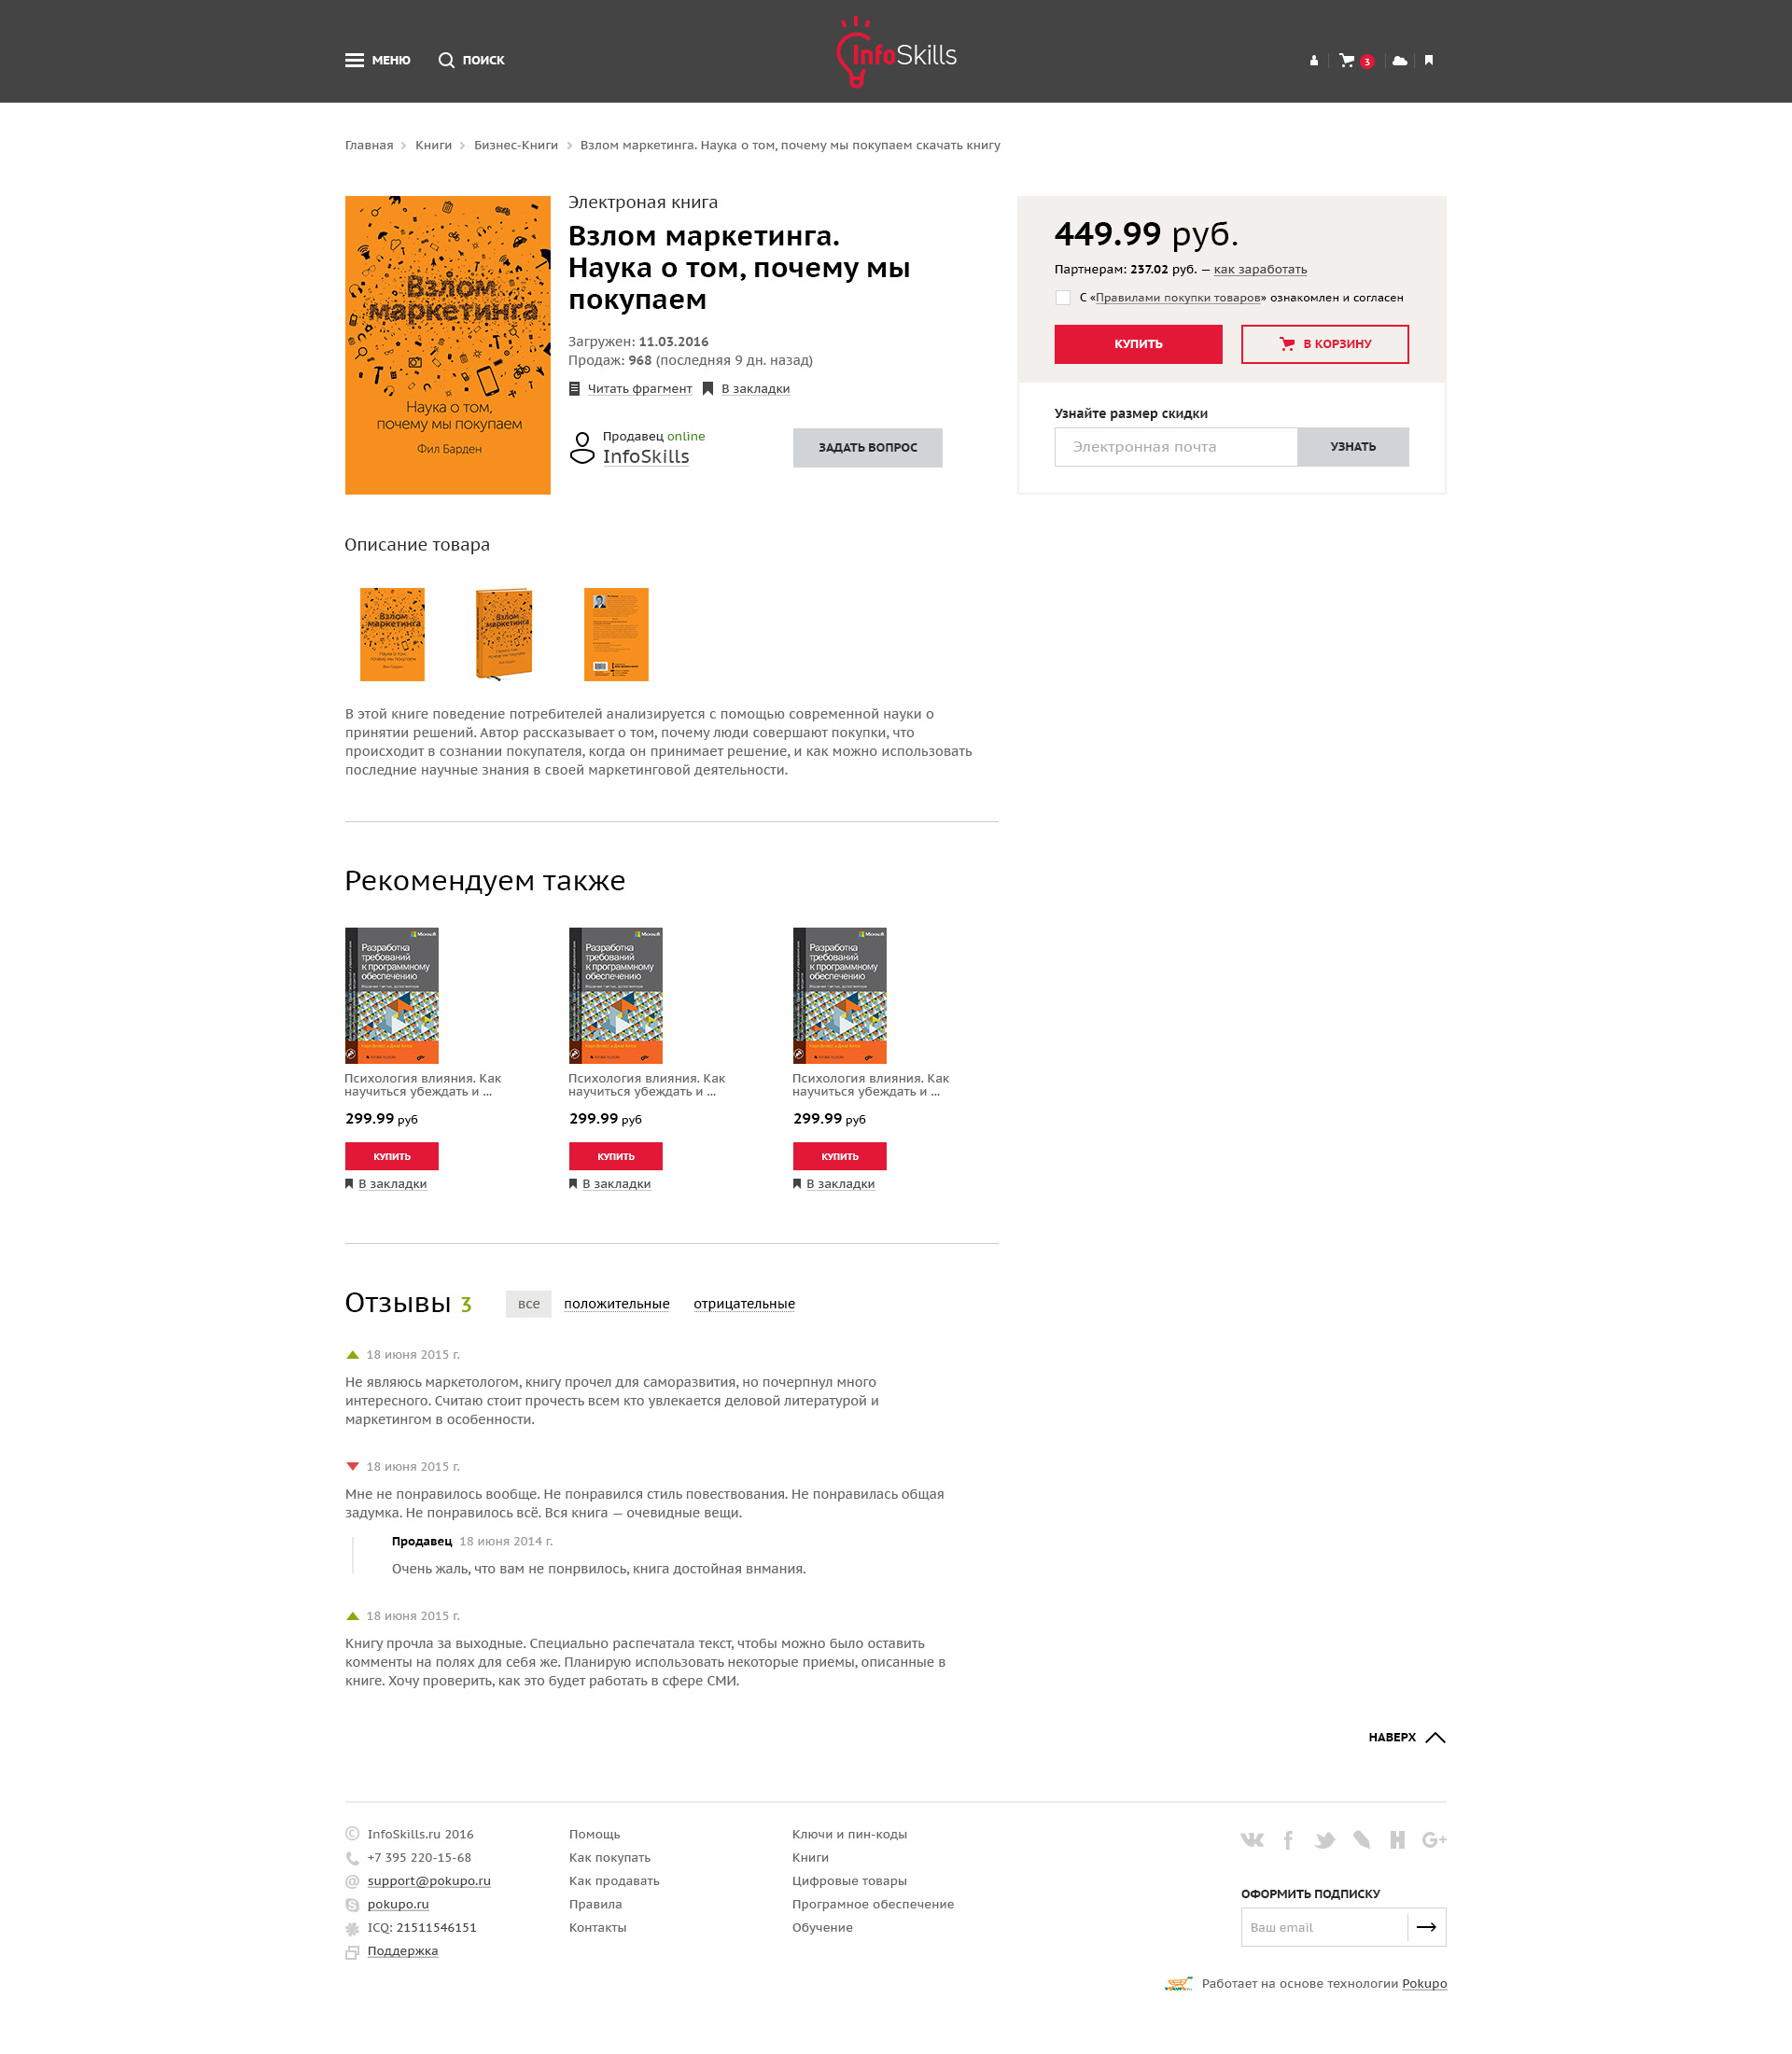 МЕНЮ
ПОИСК
InfoSkills
3
Главная
Книги
Бизнес-Книги
Взлом маркетинга. Наука о том, почему мы покупаем скачать книгу
Взлом
маркетинга
Наука о том,
почему мы покупаем
Фил Барден
Электроная книга
Взлом маркетинга.
Наука о том, почему мы
покупаем
Загружен: 11.03.2016
Продаж: 968 (последняя 9 дн. назад)
Читать фрагмент
В закладки
Продавец online
InfoSkills
ЗАДАТЬ ВОПРОС
449.99 руб.
Партнерам: 237.02 руб. — как заработать
С «Правилами покупки товаров» ознакомлен и согласен
КУПИТЬ
В КОРЗИНУ
Узнайте размер скидки
Электронная почта
УЗНАТЬ
Описание товара
Взлом
маркетинга
Наука о том,
почему мы покупаем
Взлом
маркетинга
В этой книге поведение потребителей анализируется с помощью современной науки о
принятии решений. Автор рассказывает о том, почему люди совершают покупки, что
происходит в сознании покупателя, когда он принимает решение, и как можно использовать
последние научные знания в своей маркетинговой деятельности.
Рекомендуем также
Microsoft
Разработка
требований
к программному
обеспечению
Психология влияния. Как
научиться убеждать и ...
299.99 руб
КУПИТЬ
В закладки
Microsoft
Разработка
требований
к программному
обеспечению
Психология влияния. Как
научиться убеждать и ...
299.99 руб
КУПИТЬ
В закладки
Microsoft
Разработка
требований
к программному
обеспечению
Психология влияния. Как
научиться убеждать и ...
299.99 руб
КУПИТЬ
В закладки
Отзывы 3
все
положительные
отрицательные
18 июня 2015 г.
Не являюсь маркетологом, книгу прочел для саморазвития, но почерпнул много
интересного. Считаю стоит прочесть всем кто увлекается деловой литературой и
маркетингом в особенности.
18 июня 2015 г.
Мне не понравилось вообще. Не понравился стиль повествования. Не понравилась общая
задумка. Не понравилось всё. Вся книга — очевидные вещи.
Продавец 18 июня 2014 г.
Очень жаль, что вам не понрвилось, книга достойная внмания.
18 июня 2015 г.
Книгу прочла за выходные. Специально распечатала текст, чтобы можно было оставить
комменты на полях для себя же. Планирую использовать некоторые приемы, описанные в
книге. Хочу проверить, как это будет работать в сфере СМИ.
НАВЕРХ
© InfoSkills.ru 2016
+7 395 220-15-68
support@pokupo.ru
pokupo.ru
ICQ: 21511546151
Поддержка
Помощь
Как покупать
Как продавать
Правила
Контакты
Ключи и пин-коды
Книги
Цифровые товары
Програмное обеспечение
Обучение
ОФОРМИТЬ ПОДПИСКУ
Ваш email
Работает на основе технологии Pokupo